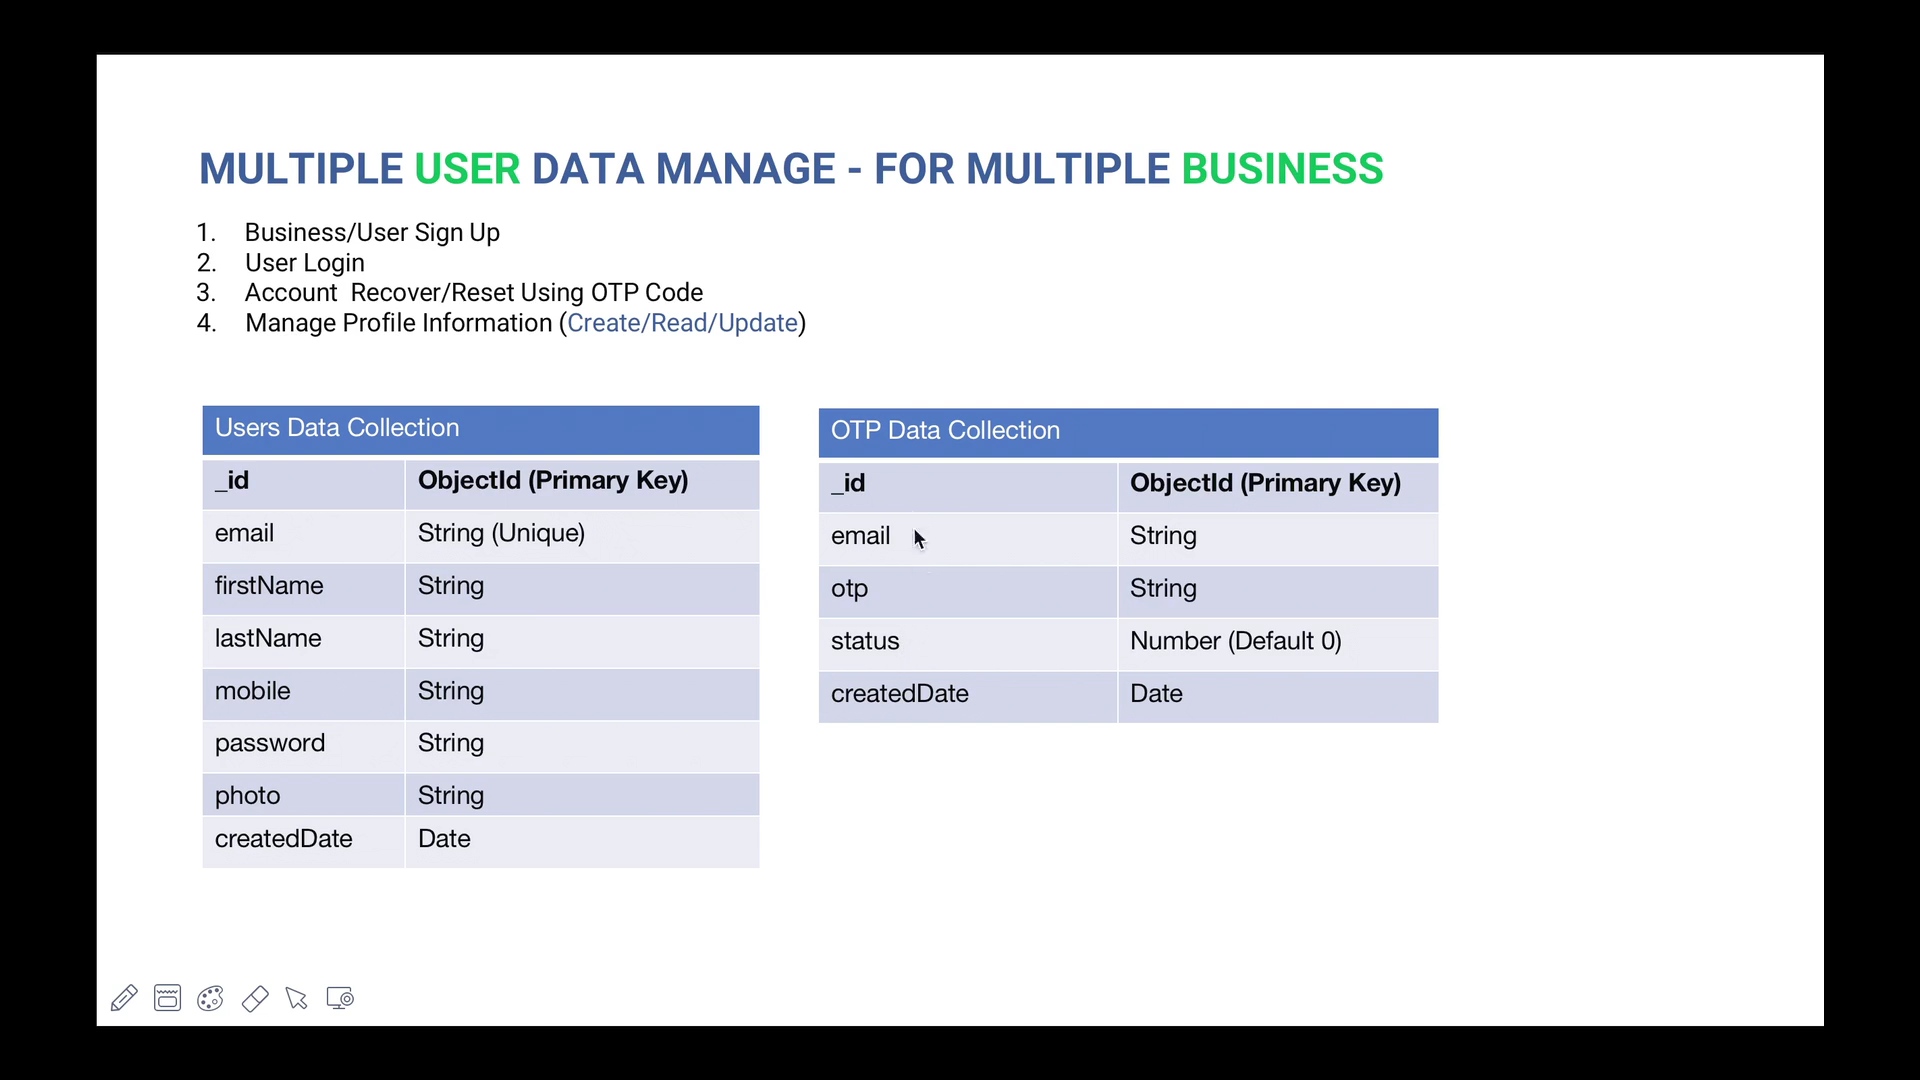 MULTIPLE USER DATA MANAGE - FOR MULTIPLE BUSINESS
1. Business/User Sign Up
2. User Login
3. Account  Recover/Reset Using OTP Code
4. Manage Profile Information (Create/Read/Update)
Users Data Collection
_id ObjectId (Primary Key)
email String (Unique)
firstName String
lastName String
mobile String
password String
photo String
createdDate Date
OTP Data Collection
_id ObjectId (Primary Key)
email String
otp String
status Number (Default 0)
createdDate Date